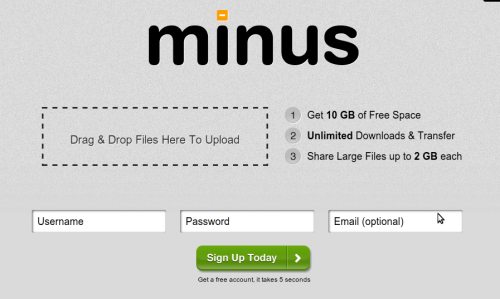 minus
Drag & Drop Files Here To Upload
1 Get 10 GB of Free Space
2 Unlimited Downloads & Transfer
3 Share Large Files up to 2 GB each
Username Password Email (optional)
Sign Up Today
Get a free account, it takes 5 seconds